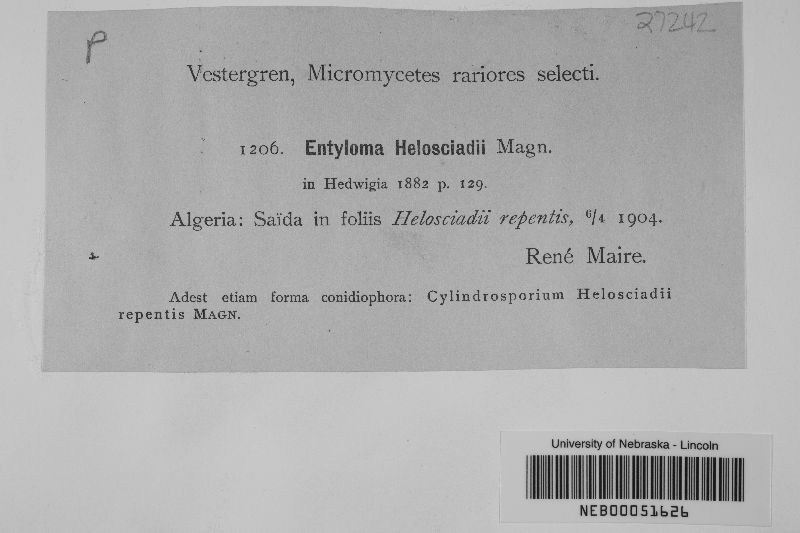 P
27242
Vestergren, Micromycetes rariores selecti.
1206. Entyloma Helosciadii Magn.
in Hedwigia 1882 p. 129.
Algeria: Saïda in foliis Helosciadii repentis, 6/4 1904.
René Maire.
Adest etiam forma conidiophora: Cylindrosporium Helosciadii
repentis MAGN.
University of Nebraska - Lincoln
NEB00051626